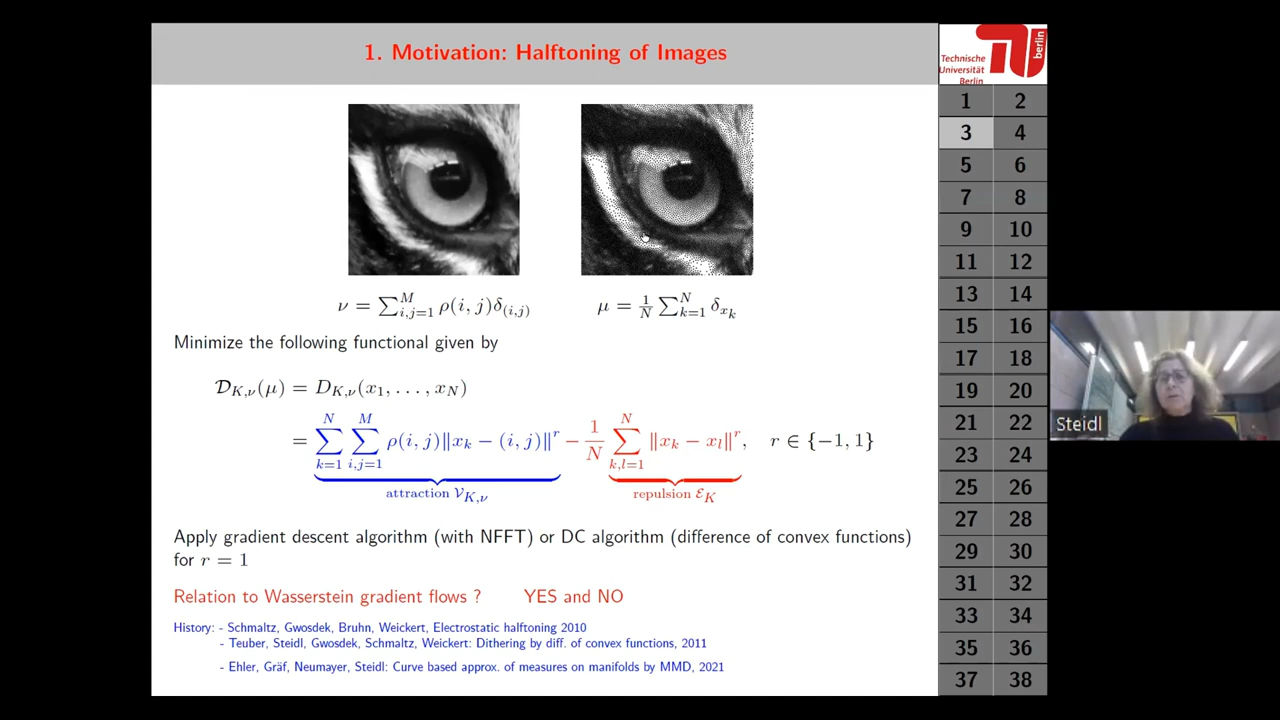 1. Motivation: Halftoning of Images
Technische
Universität
Berlin
berlin
ν = ∑_{i,j=1}^{M} ρ(i, j)δ_{(i,j)}
μ = 1/N ∑_{k=1}^{N} δ_{x_k}
Minimize the following functional given by
𝒟_{K,ν}(μ) = D_{K,ν}(x_1, . . . , x_N)
= ∑_{k=1}^{N} ∑_{i,j=1}^{M} ρ(i, j)‖x_k − (i, j)‖^r − 1/N ∑_{k,l=1}^{N} ‖x_k − x_l‖^r, r ∈ {−1, 1}
attraction 𝒱_{K,ν}
repulsion ℰ_K
Apply gradient descent algorithm (with NFFT) or DC algorithm (difference of convex functions)
for r = 1
Relation to Wasserstein gradient flows ? YES and NO
History: - Schmaltz, Gwosdek, Bruhn, Weickert, Electrostatic halftoning 2010
- Teuber, Steidl, Gwosdek, Schmaltz, Weickert: Dithering by diff. of convex functions, 2011
- Ehler, Gräf, Neumayer, Steidl: Curve based approx. of measures on manifolds by MMD, 2021
1 2
3 4
5 6
7 8
9 10
11 12
13 14
15 16
17 18
19 20
21 22
23 24
25 26
27 28
29 30
31 32
33 34
35 36
37 38
Steidl